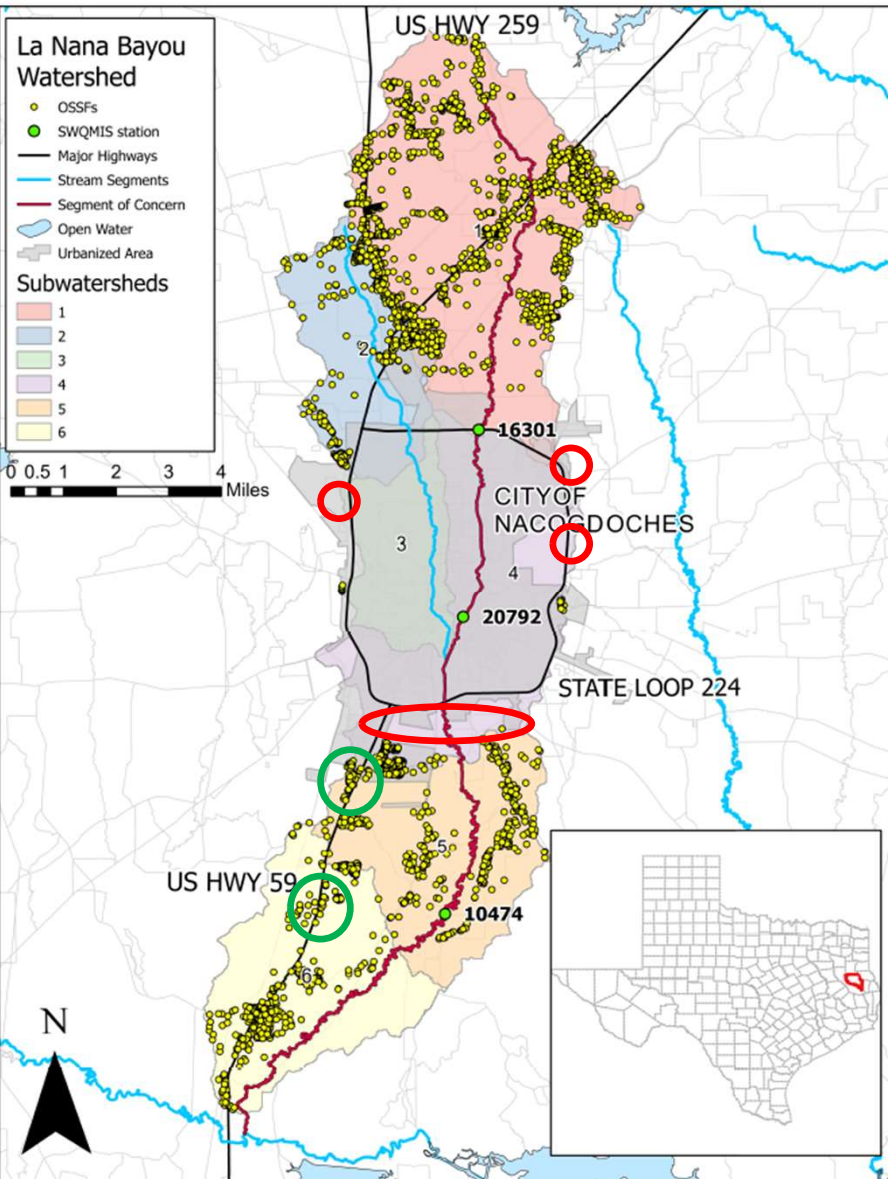 US HWY 259
La Nana Bayou
Watershed
OSSFs
SWQMIS station
Major Highways
Stream Segments
Segment of Concern
Open Water
Urbanized Area
Subwatersheds
1
2
3
4
5
6
0 0.5 1 2 3 4
Miles
1
2
16301
CITY OF
NACOGDOCHES
3
4
20792
STATE LOOP 224
5
US HWY 59
10474
6
N